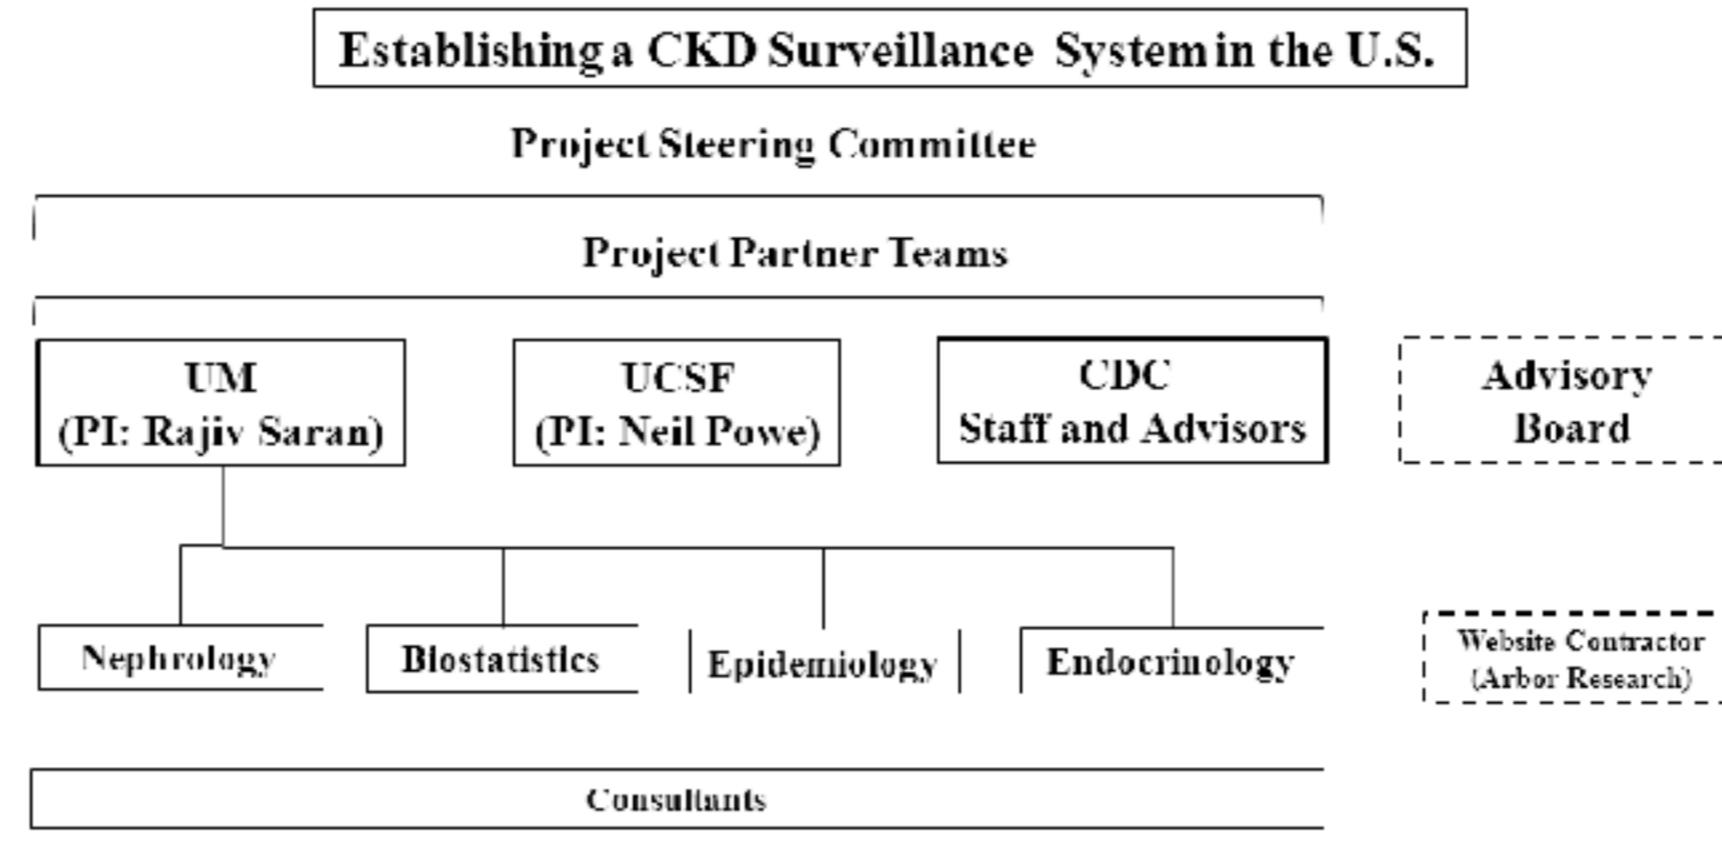 Establishing a CKD Surveillance System in the U.S.
Project Steering Committee
Project Partner Teams
UM
(PI: Rajiv Saran)
UCSF
(PI: Neil Powe)
CDC
Staff and Advisors
Advisory
Board
Nephrology
Biostatistics
Epidemiology
Endocrinology
Website Contractor
(Arbor Research)
Consultants